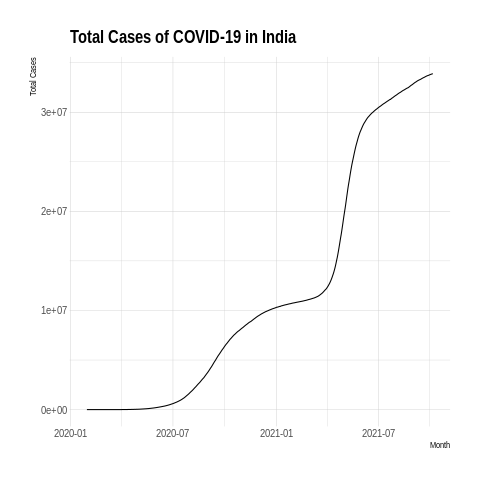 Total Cases of COVID-19 in India
Total Cases
3e+07
2e+07
1e+07
0e+00
2020-01 2020-07 2021-01 2021-07
Month